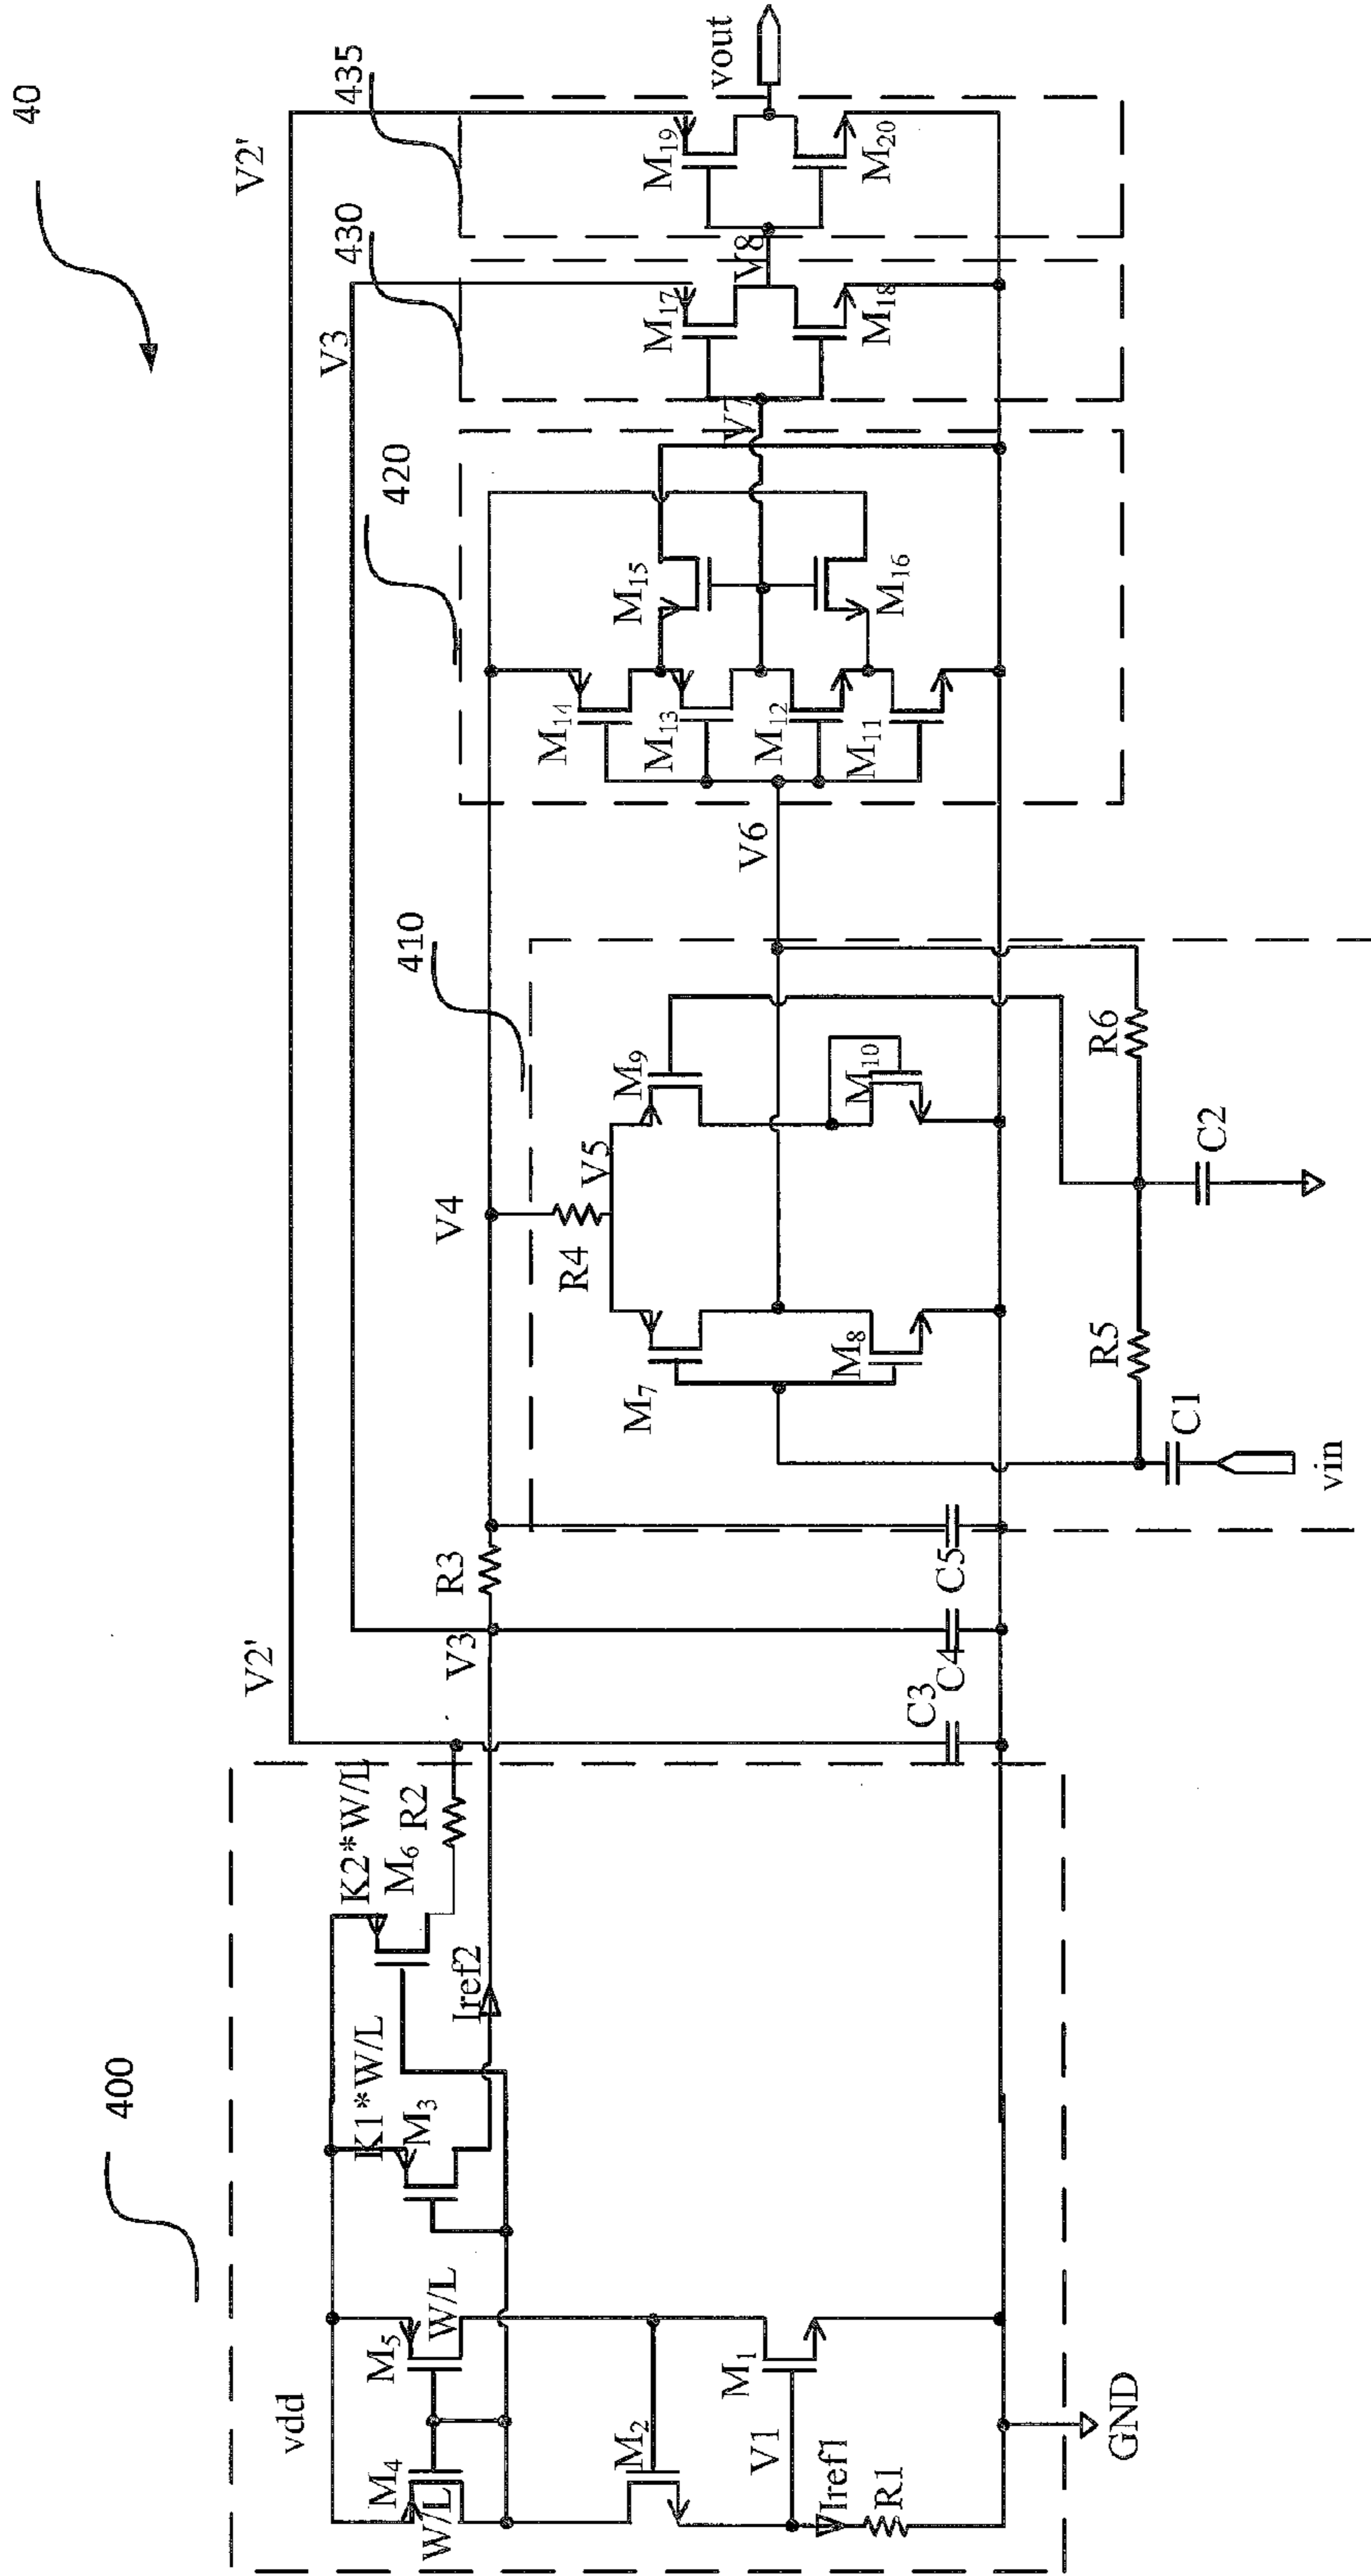 40
400
vdd
M4
W/L
M5
W/L
K1*W/L
M3
K2*W/L
M6
R2
Iref2
M2
M1
V1
Iref1
R1
GND
V2'
V2'
V3
V3
R3
V4
C3
C4
C5
410
R4
V5
M7
M8
M9
M10
V6
R5
R6
C1
C2
vin
420
M14
M13
M12
M11
M15
M16
V7
430
M17
M18
V8
435
M19
M20
vout